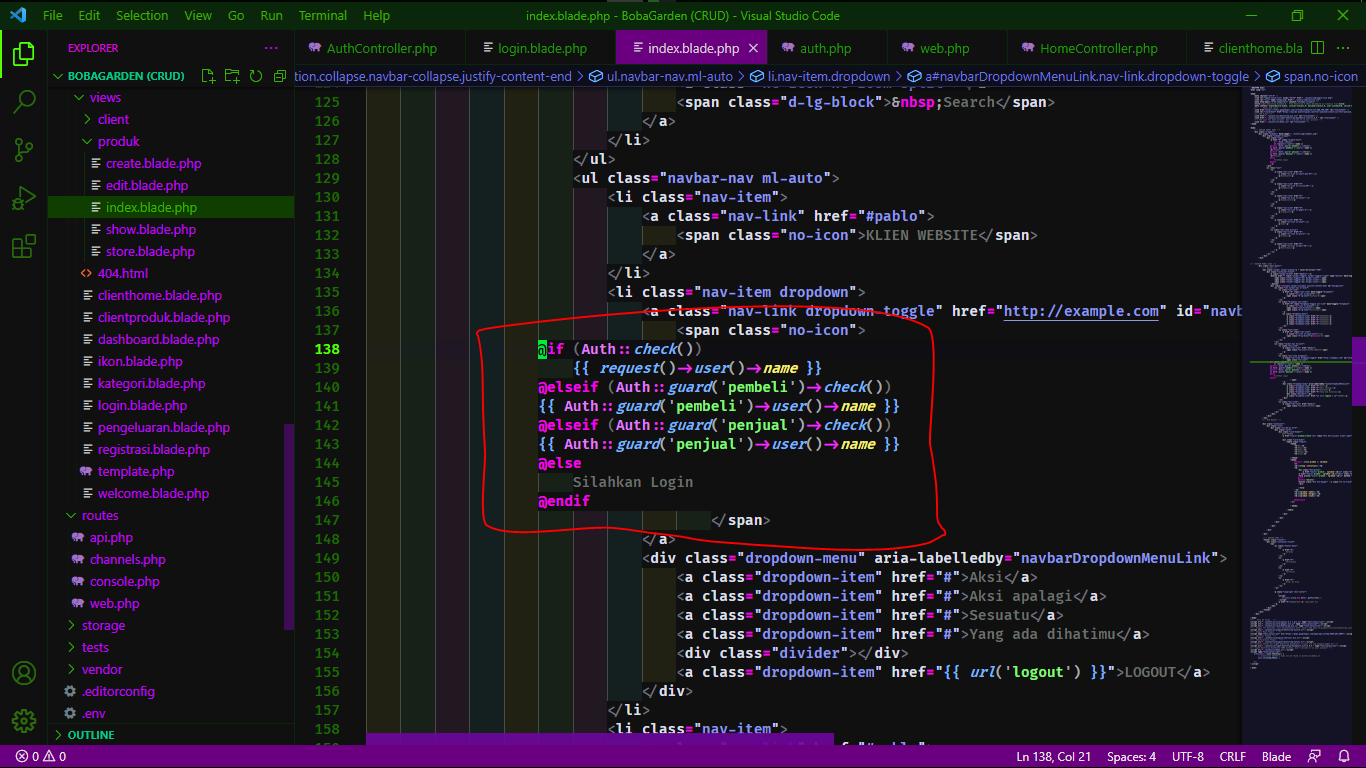 File Edit Selection View Go Run Terminal Help
index.blade.php - BobaGarden (CRUD) - Visual Studio Code
EXPLORER
AuthController.php
login.blade.php
index.blade.php
auth.php
web.php
HomeController.php
clienthome.bla
BOBAGARDEN (CRUD)
tion.collapse.navbar-collapse.justify-content-end > ul.navbar-nav.ml-auto > li.nav-item.dropdown > a#navbarDropdownMenuLink.nav-link.dropdown-toggle > span.no-icon
views
client
produk
create.blade.php
edit.blade.php
index.blade.php
show.blade.php
store.blade.php
404.html
clienthome.blade.php
clientproduk.blade.php
dashboard.blade.php
ikon.blade.php
kategori.blade.php
login.blade.php
pengeluaran.blade.php
registrasi.blade.php
template.php
welcome.blade.php
routes
api.php
channels.php
console.php
web.php
storage
tests
vendor
.editorconfig
.env
OUTLINE
125 <span class="d-lg-block">&nbsp;Search</span>
126 </a>
127 </li>
128 </ul>
129 <ul class="navbar-nav ml-auto">
130 <li class="nav-item">
131 <a class="nav-link" href="#pablo">
132 <span class="no-icon">KLIEN WEBSITE</span>
133 </a>
134 </li>
135 <li class="nav-item dropdown">
136 <a class="nav-link dropdown-toggle" href="http://example.com" id="navb
137 <span class="no-icon">
138 @if (Auth::check())
139 {{ request()->user()->name }}
140 @elseif (Auth::guard('pembeli')->check())
141 {{ Auth::guard('pembeli')->user()->name }}
142 @elseif (Auth::guard('penjual')->check())
143 {{ Auth::guard('penjual')->user()->name }}
144 @else
145 Silahkan Login
146 @endif
147 </span>
148 </a>
149 <div class="dropdown-menu" aria-labelledby="navbarDropdownMenuLink">
150 <a class="dropdown-item" href="#">Aksi</a>
151 <a class="dropdown-item" href="#">Aksi apalagi</a>
152 <a class="dropdown-item" href="#">Sesuatu</a>
153 <a class="dropdown-item" href="#">Yang ada dihatimu</a>
154 <div class="divider"></div>
155 <a class="dropdown-item" href="{{ url('logout') }}">LOGOUT</a>
156 </div>
157 </li>
158 <li class="nav-item">
0 0
Ln 138, Col 21 Spaces: 4 UTF-8 CRLF Blade